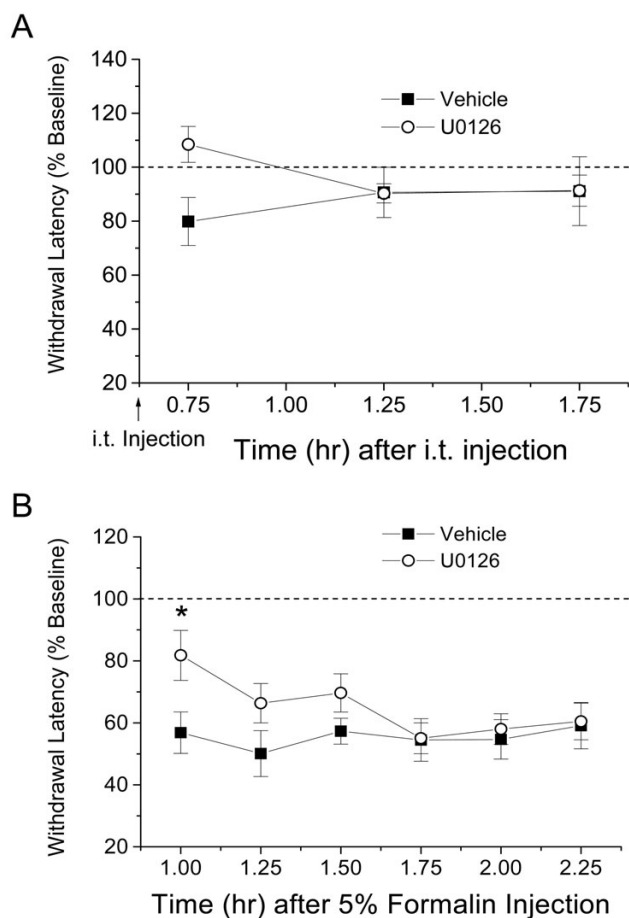 A
Withdrawal Latency (% Baseline)
140
120
100
80
60
40
20
Vehicle
U0126
0.75
1.00
1.25
1.50
1.75
i.t. Injection
Time (hr) after i.t. injection
B
Withdrawal Latency (% Baseline)
120
100
80
60
40
20
Vehicle
U0126
*
1.00
1.25
1.50
1.75
2.00
2.25
Time (hr) after 5% Formalin Injection